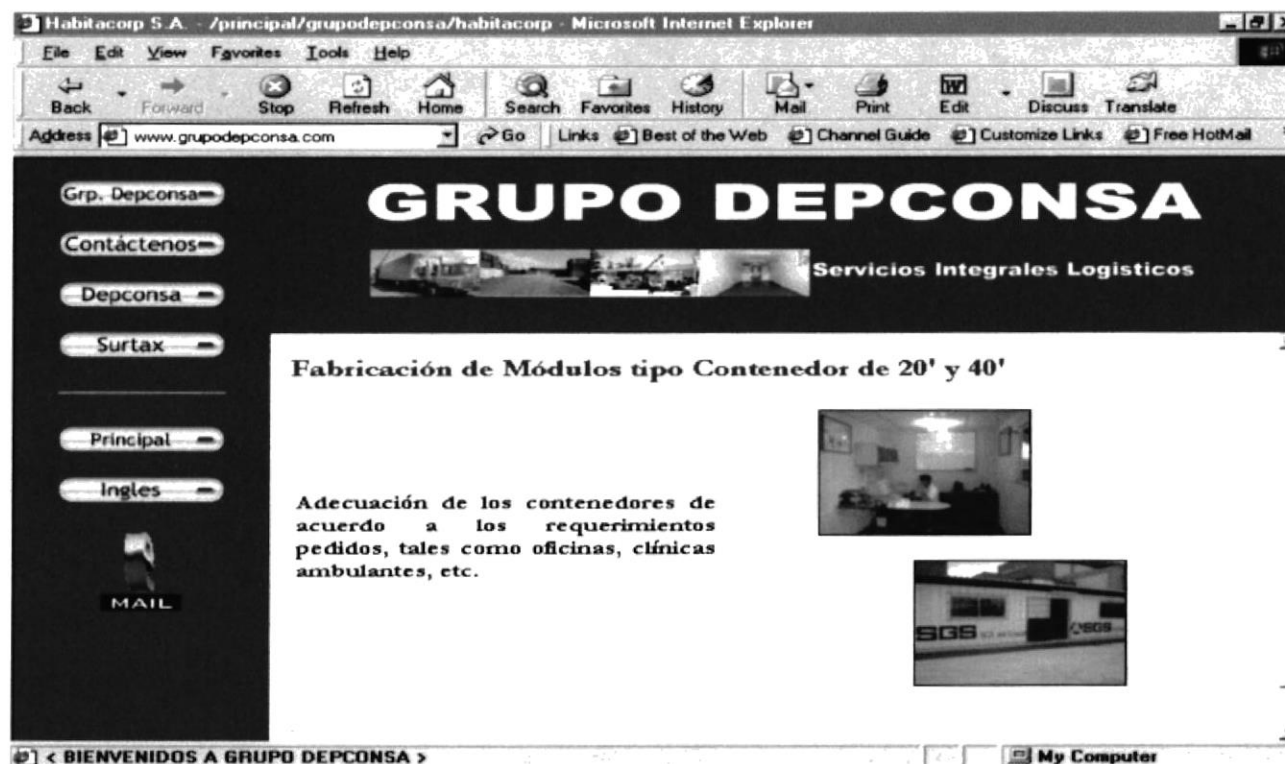 Habitacorp S.A. - /principal/grupodepconsa/habitacorp - Microsoft Internet Explorer
File Edit View Favorites Tools Help
Back Forward Stop Refresh Home Search Favorites History Mail Print Edit Discuss Translate
Address www.grupodepconsa.com Go Links Best of the Web Channel Guide Customize Links Free HotMail
Grp. Depconsa
Contáctenos
Depconsa
Surtax
Principal
Ingles
MAIL
GRUPO DEPCONSA
Servicios Integrales Logisticos
Fabricación de Módulos tipo Contenedor de 20' y 40'
Adecuación de los contenedores de
acuerdo a los requerimientos
pedidos, tales como oficinas, clínicas
ambulantes, etc.
SGS
SGS
< BIENVENIDOS A GRUPO DEPCONSA > My Computer